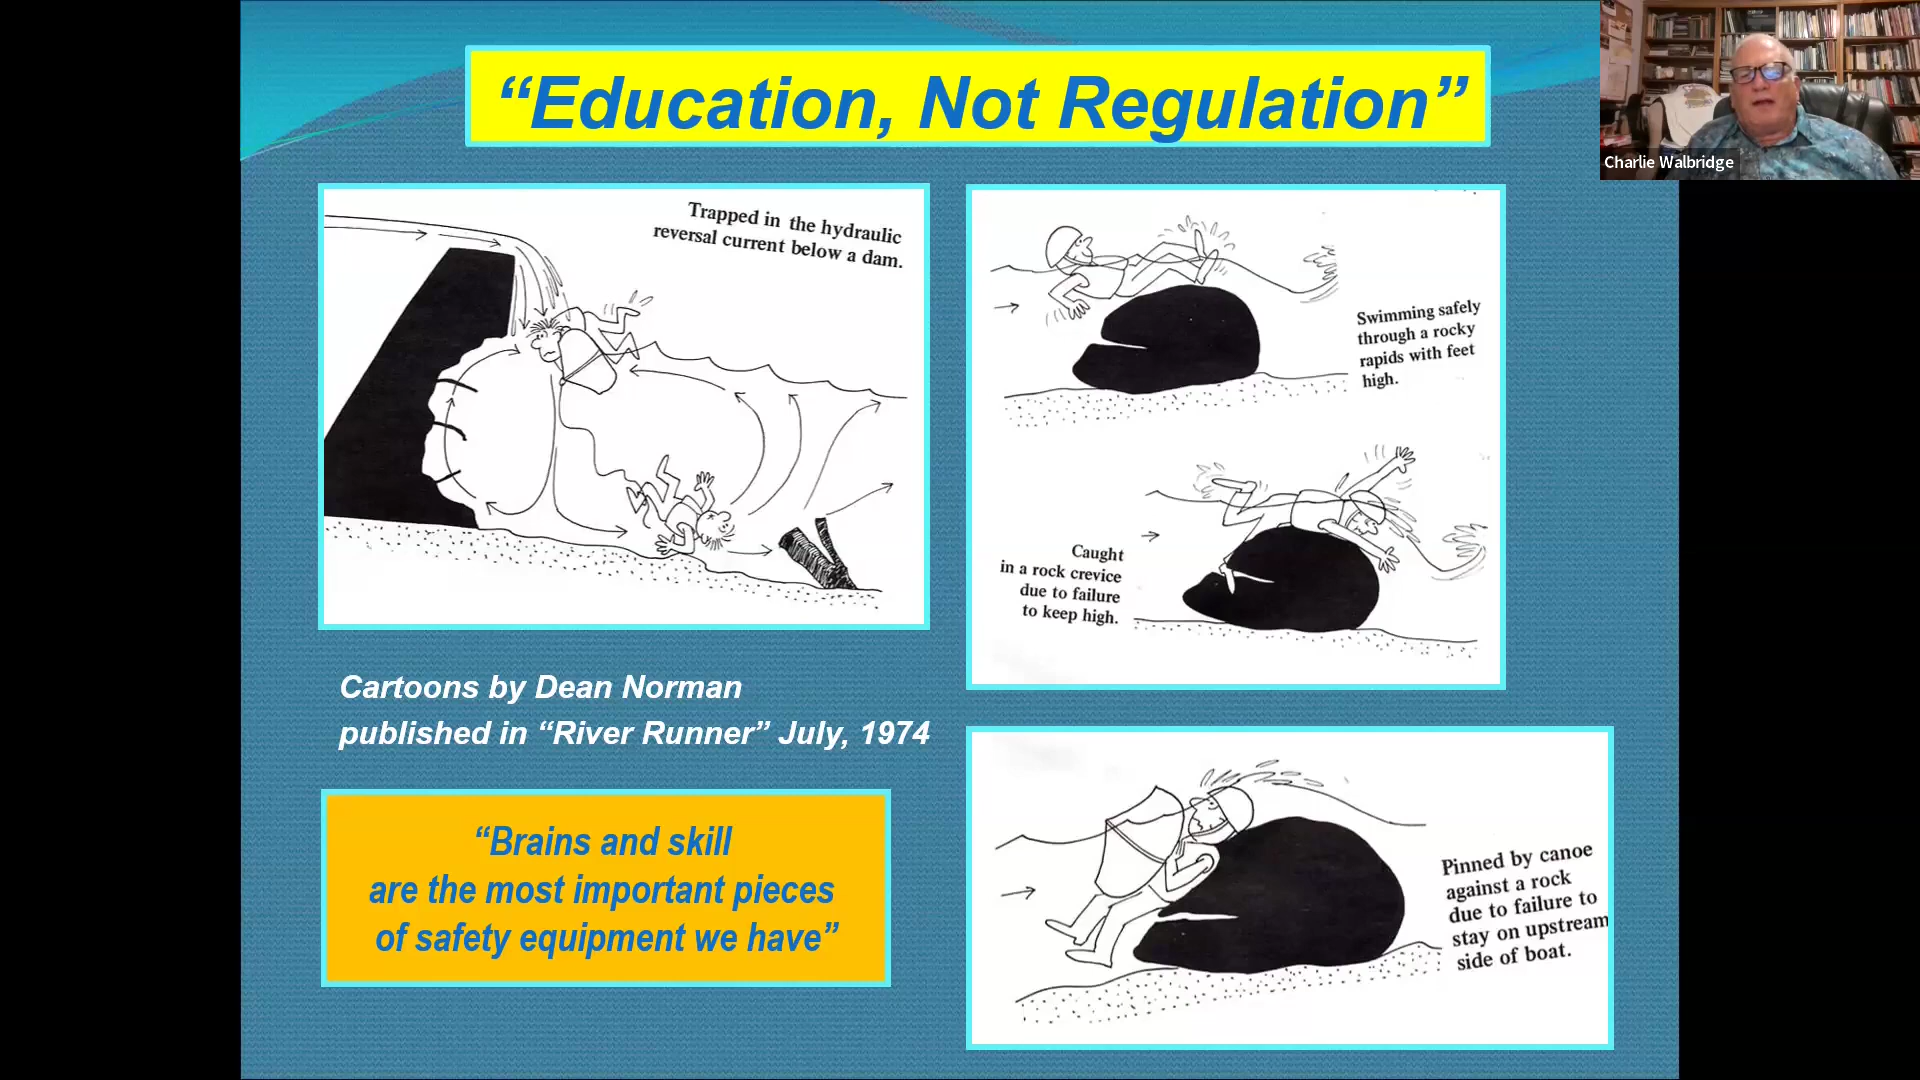 “Education, Not Regulation”
Charlie Walbridge
Trapped in the hydraulic
reversal current below a dam.
Swimming safely
through a rocky
rapids with feet
high.
Caught
in a rock crevice
due to failure
to keep high.
Cartoons by Dean Norman
published in “River Runner” July, 1974
“Brains and skill
are the most important pieces
of safety equipment we have”
Pinned by canoe
against a rock
due to failure to
stay on upstream
side of boat.